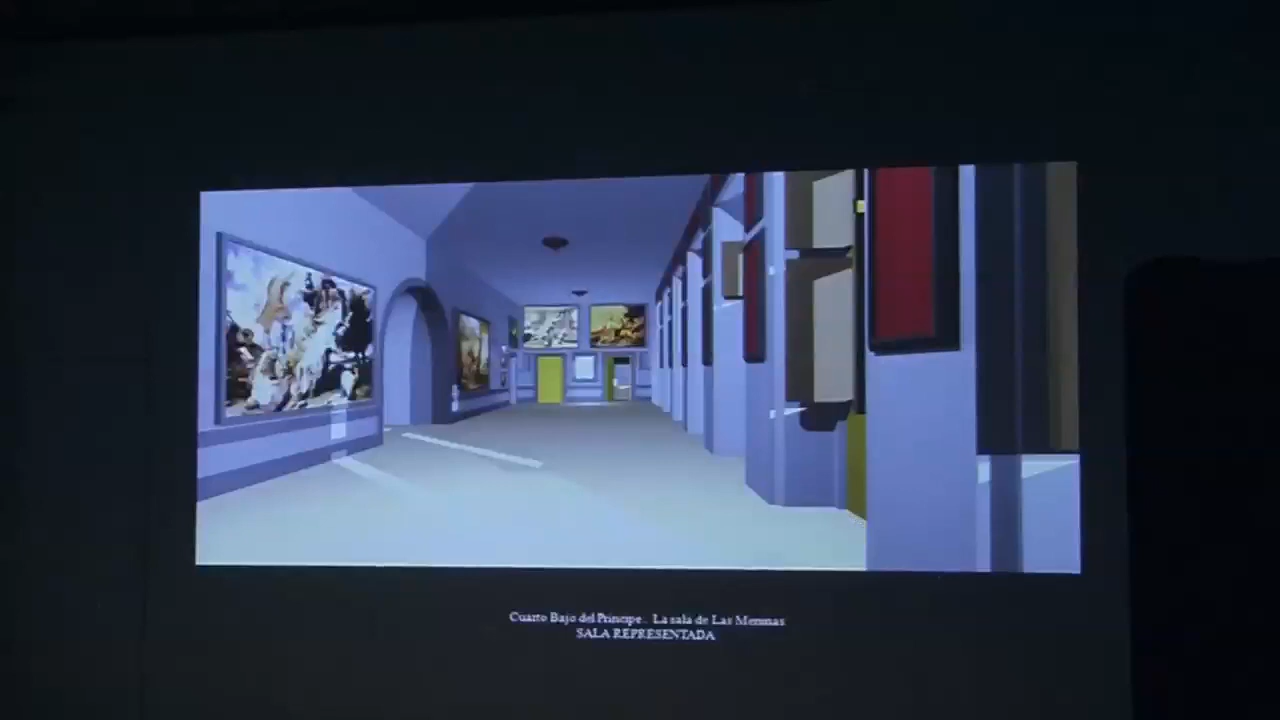 Cuarto Bajo del Principe. La sala de Las Meninas
SALA REPRESENTADA